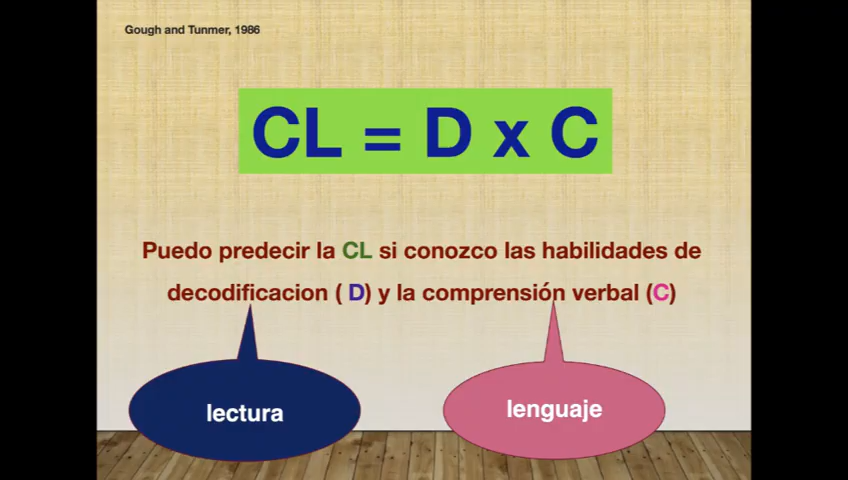 Gough and Tunmer, 1986
CL = D x C
Puedo predecir la CL si conozco las habilidades de
decodificacion ( D) y la comprensión verbal (C)
lectura
lenguaje